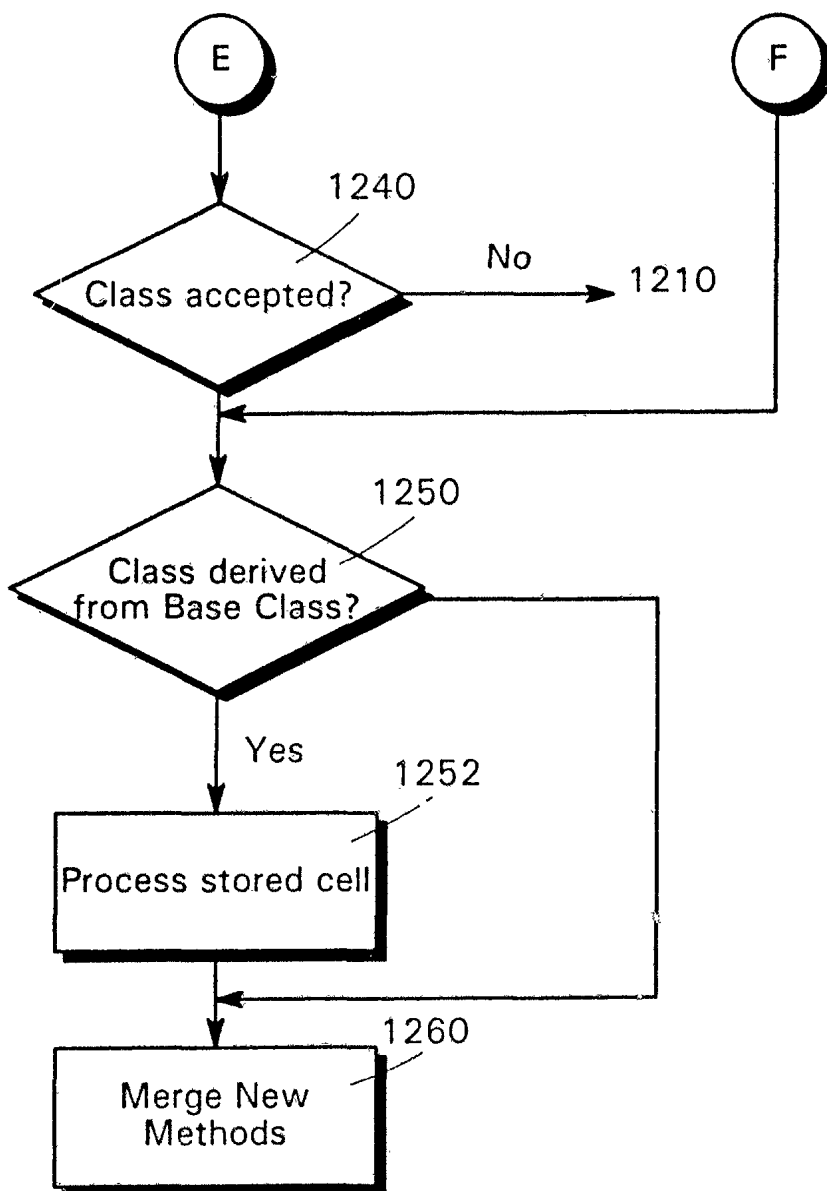 E
F
1240
Class accepted?
No
1210
1250
Class derived
from Base Class?
Yes
1252
Process stored cell
1260
Merge New
Methods